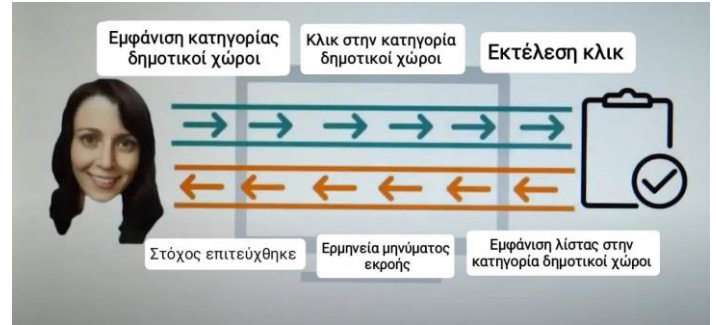 Εμφάνιση κατηγορίας
δημοτικοί χώροι
Κλικ στην κατηγορία
δημοτικοί χώροι
Εκτέλεση κλικ
Στόχος επιτεύχθηκε
Ερμηνεία μηνύματος
εκροής
Εμφάνιση λίστας στην
κατηγορία δημοτικοί χώροι